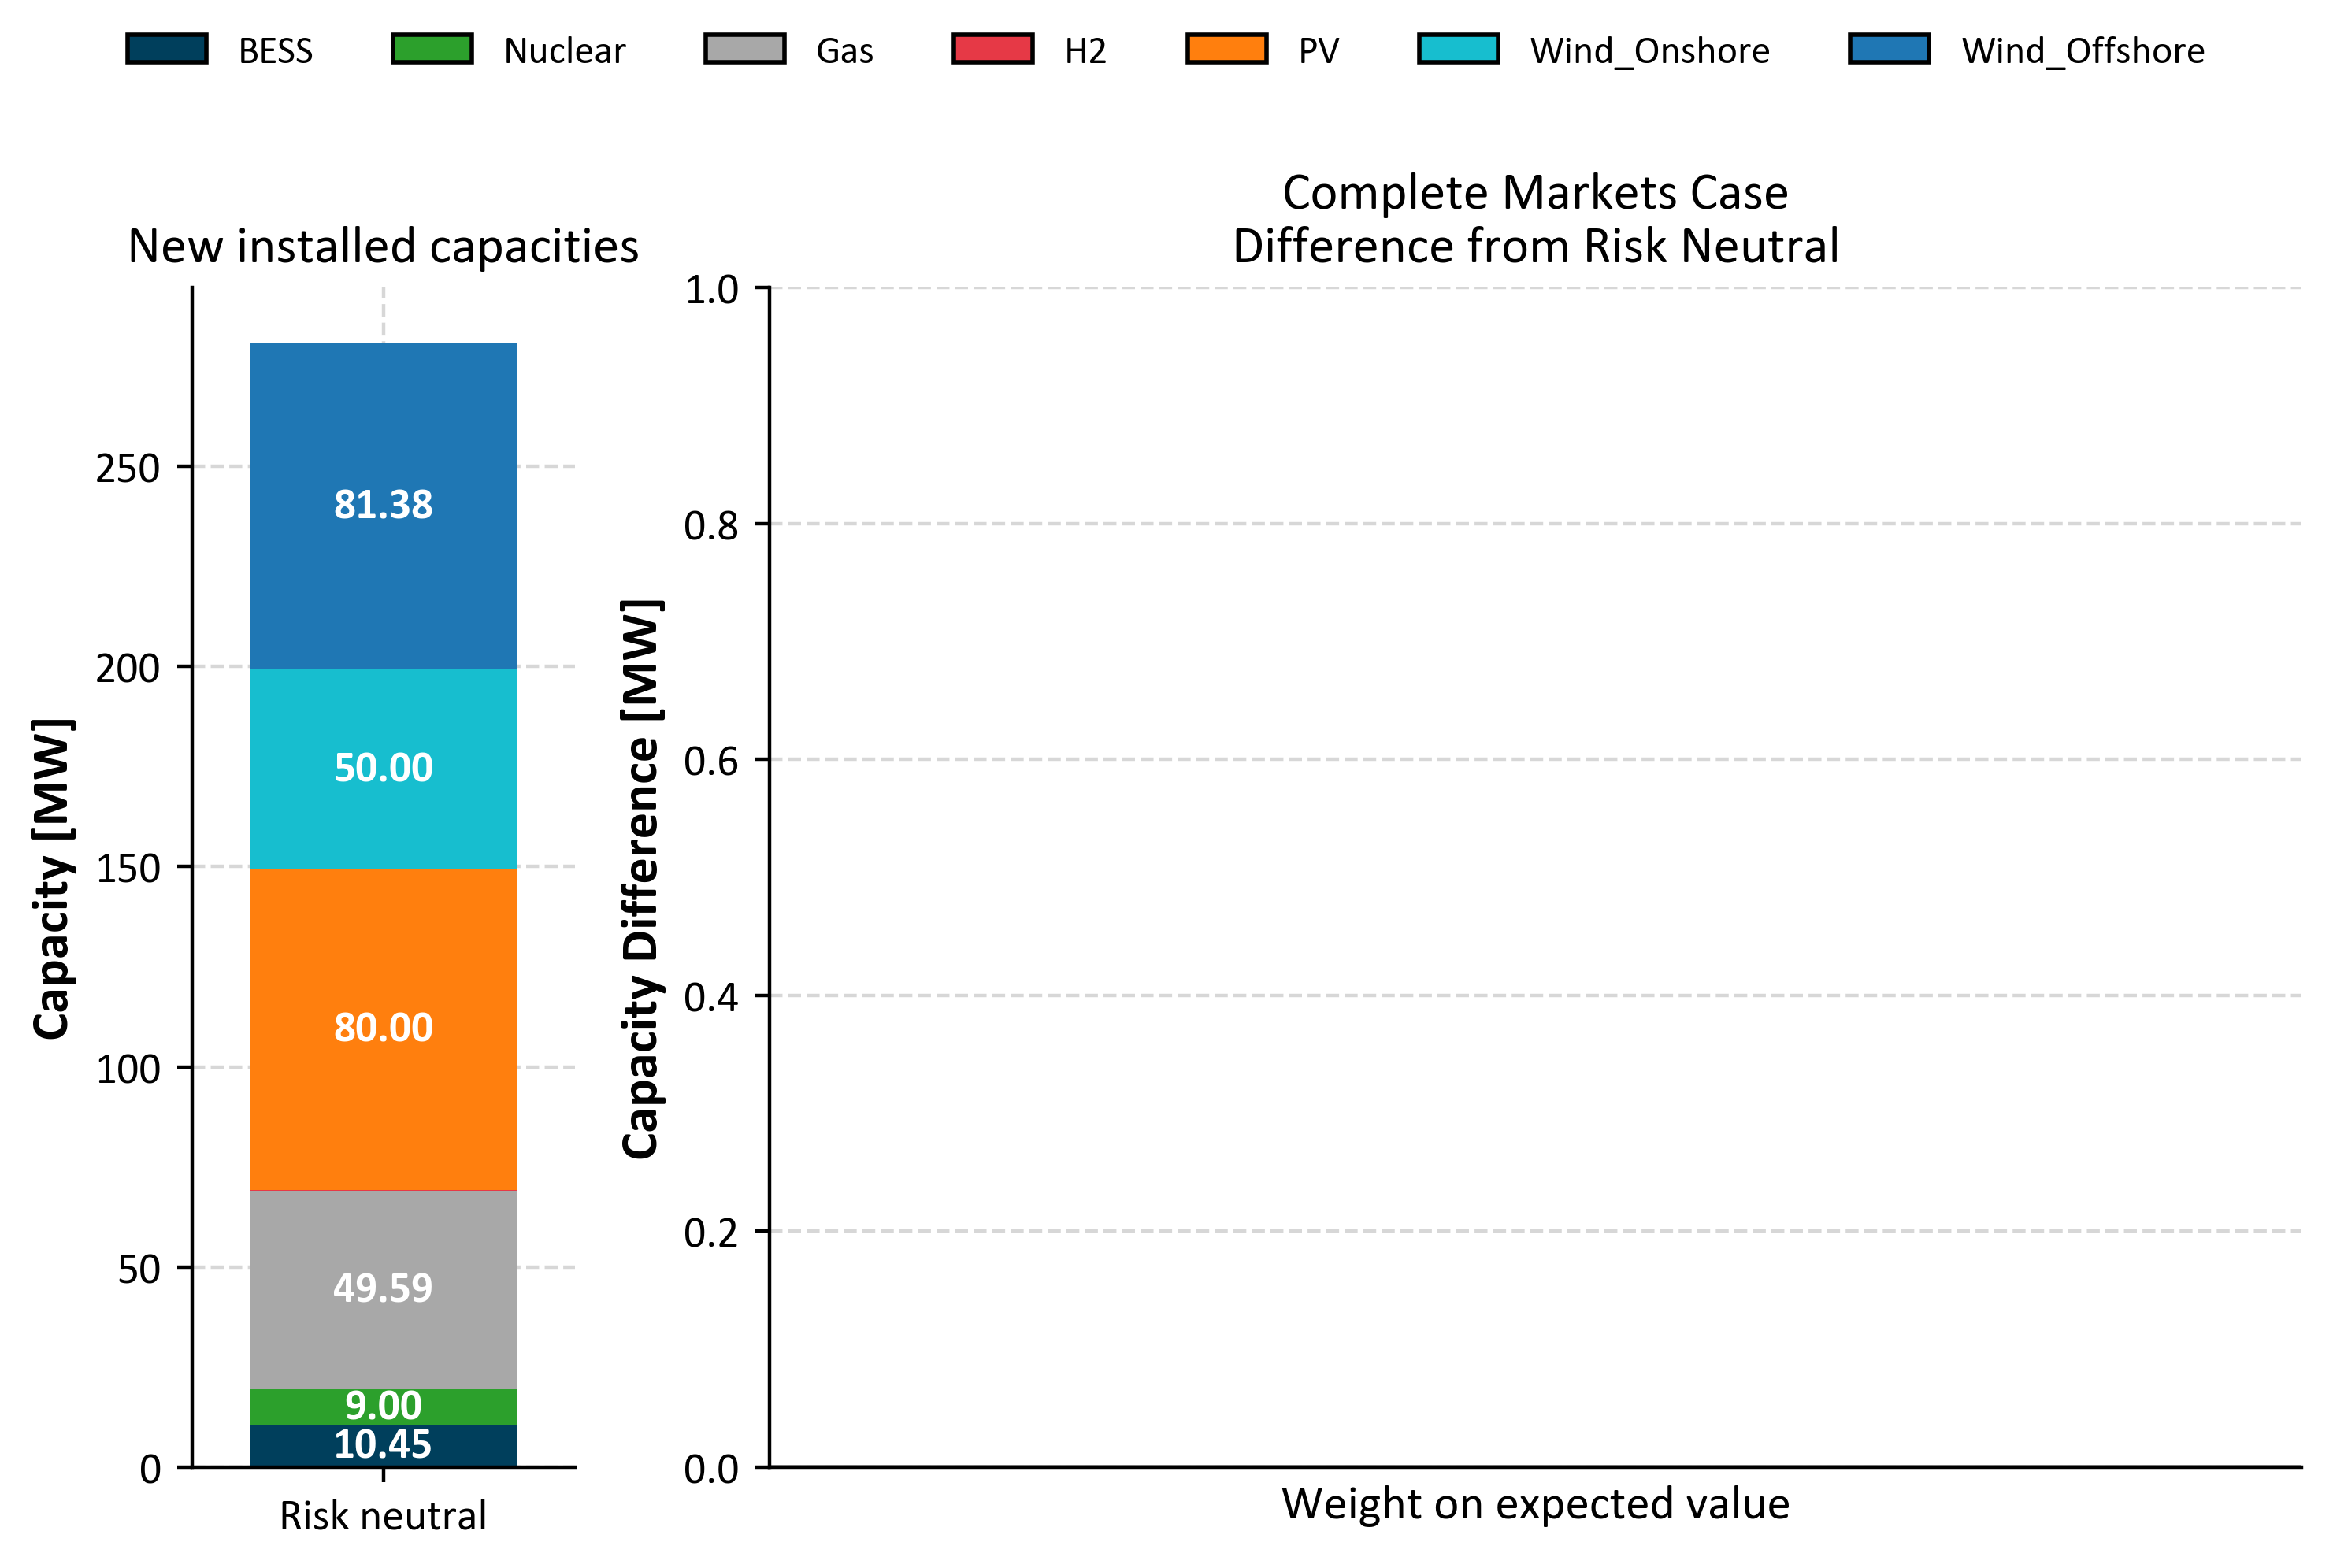 BESS Nuclear Gas H2 PV Wind_Onshore Wind_Offshore
New installed capacities
Capacity [MW]
250
200
150
100
50
0
81.38
50.00
80.00
49.59
9.00
10.45
Risk neutral
Complete Markets Case
Difference from Risk Neutral
Capacity Difference [MW]
1.0
0.8
0.6
0.4
0.2
0.0
Weight on expected value